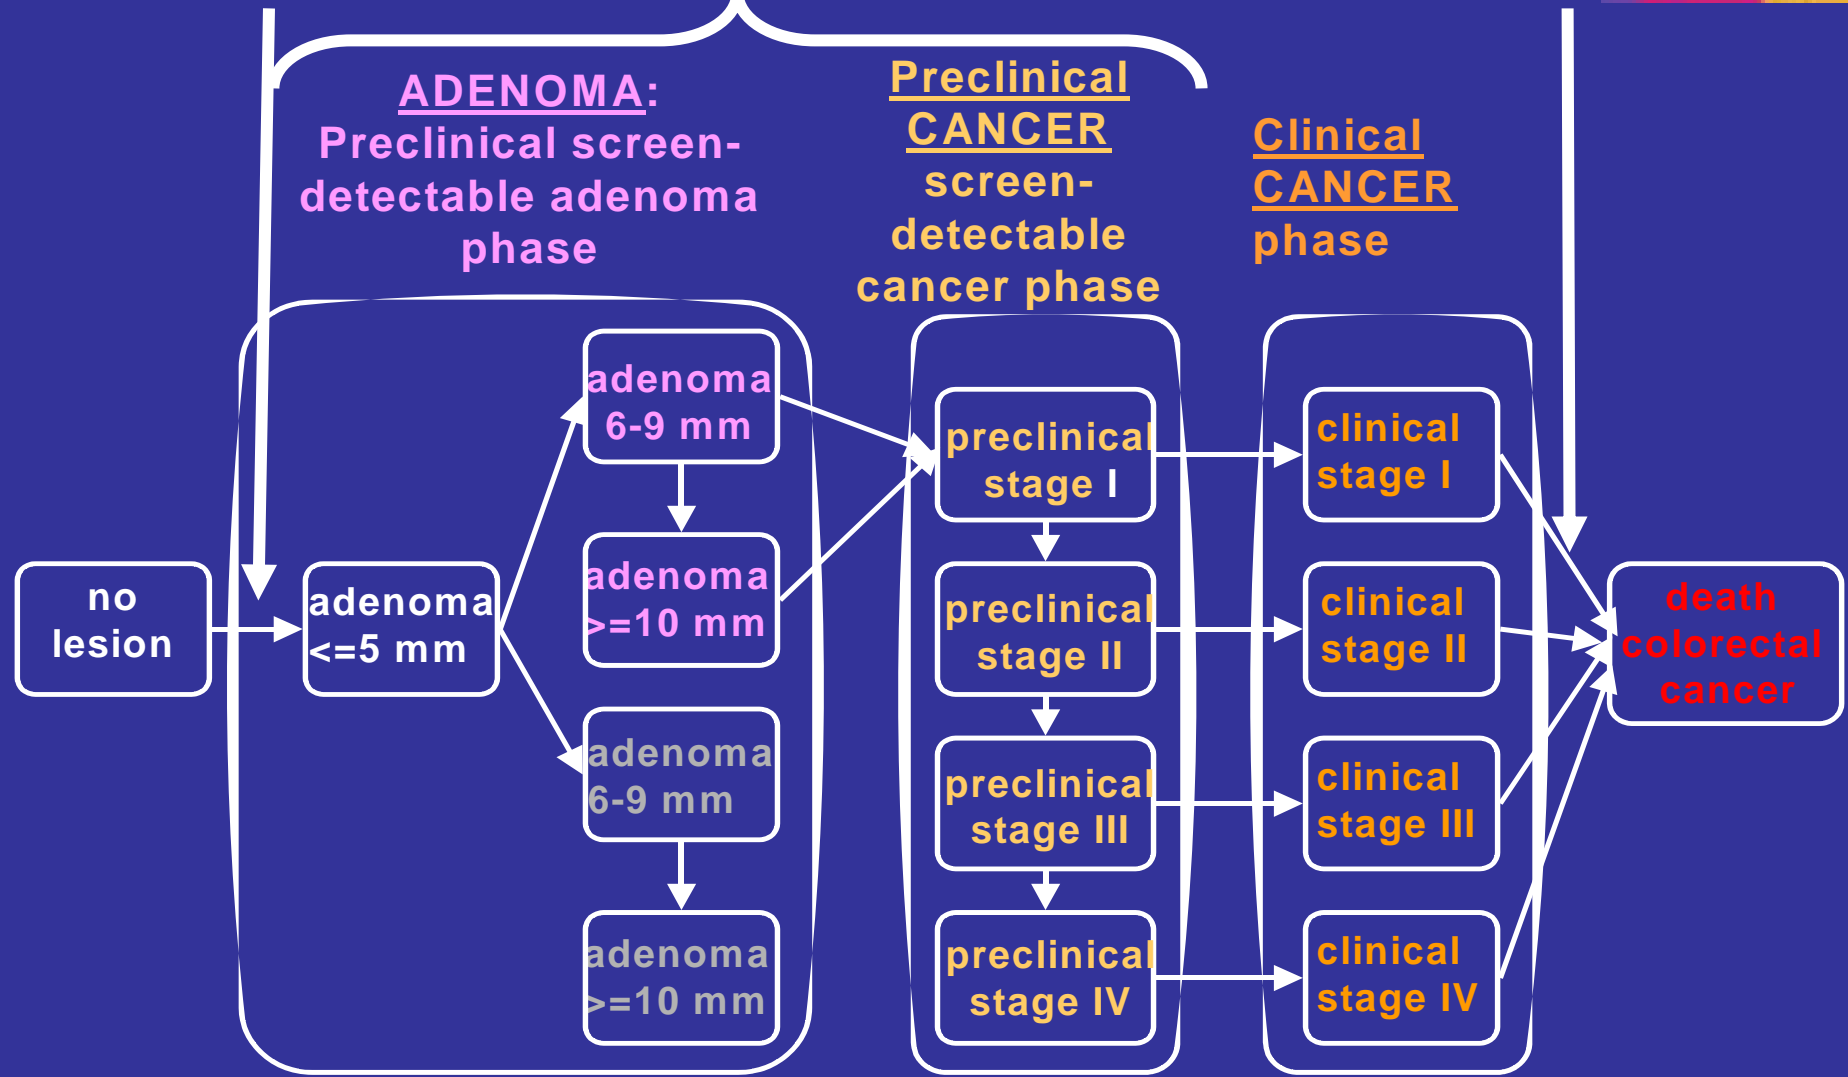 ADENOMA:
Preclinical screen-
detectable adenoma
phase
Preclinical
CANCER
screen-
detectable
cancer phase
Clinical
CANCER
phase
no
lesion
adenoma
<=5 mm
adenoma
6-9 mm
adenoma
>=10 mm
adenoma
6-9 mm
adenoma
>=10 mm
preclinical
stage I
preclinical
stage II
preclinical
stage III
preclinical
stage IV
clinical
stage I
clinical
stage II
clinical
stage III
clinical
stage IV
death
colorectal
cancer